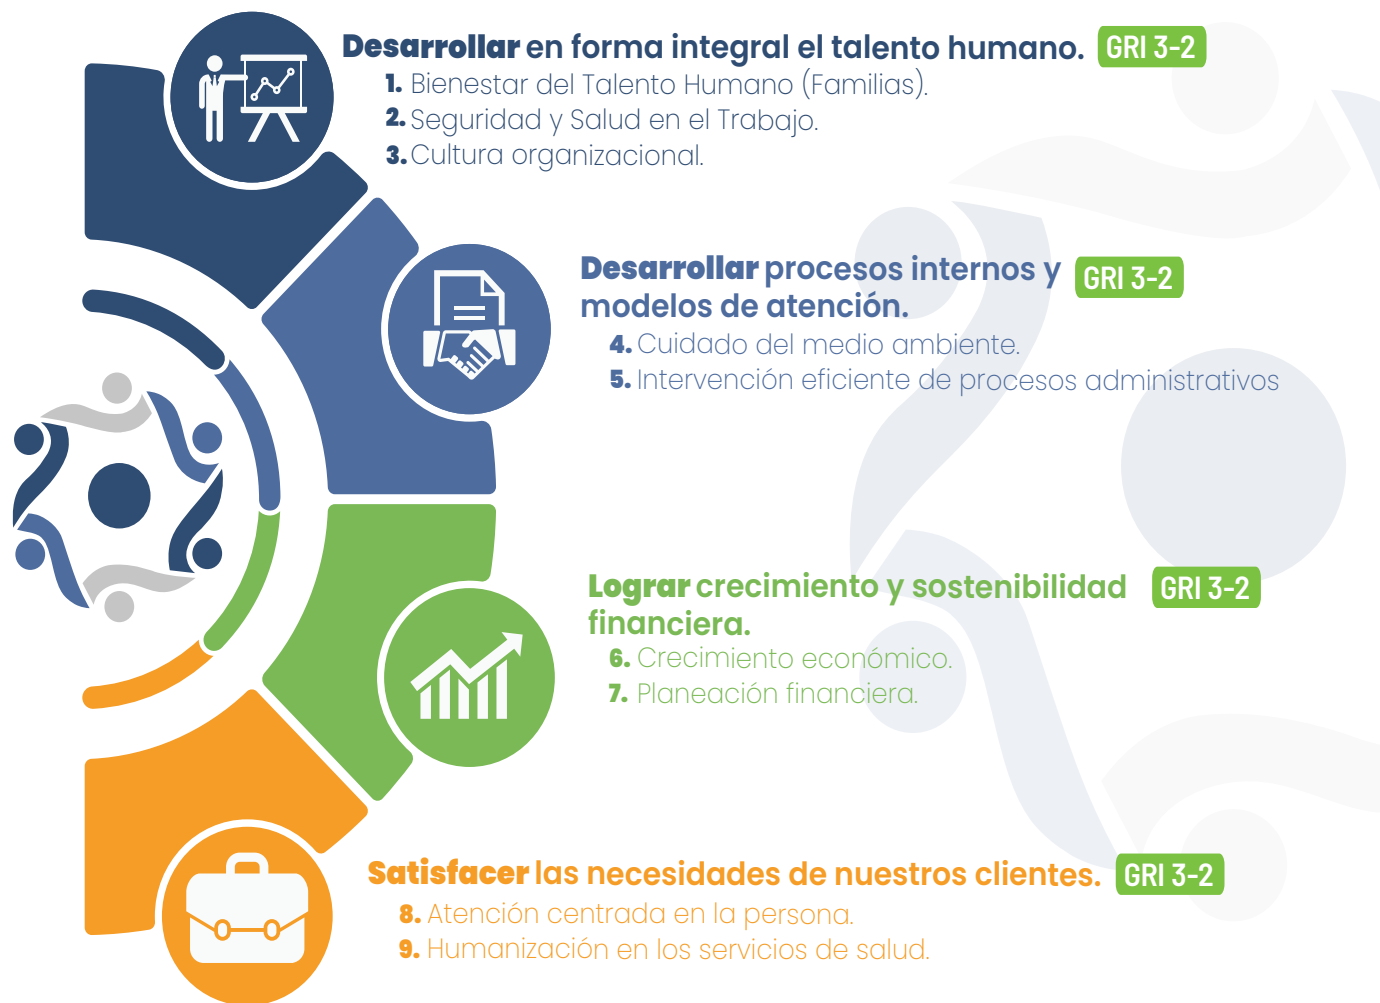 Desarrollar en forma integral el talento humano. GRI 3-2
1. Bienestar del Talento Humano (Familias).
2. Seguridad y Salud en el Trabajo.
3. Cultura organizacional.
Desarrollar procesos internos y GRI 3-2
modelos de atención.
4. Cuidado del medio ambiente.
5. Intervención eficiente de procesos administrativos
Lograr crecimiento y sostenibilidad GRI 3-2
financiera.
6. Crecimiento económico.
7. Planeación financiera.
Satisfacer las necesidades de nuestros clientes. GRI 3-2
8. Atención centrada en la persona.
9. Humanización en los servicios de salud.